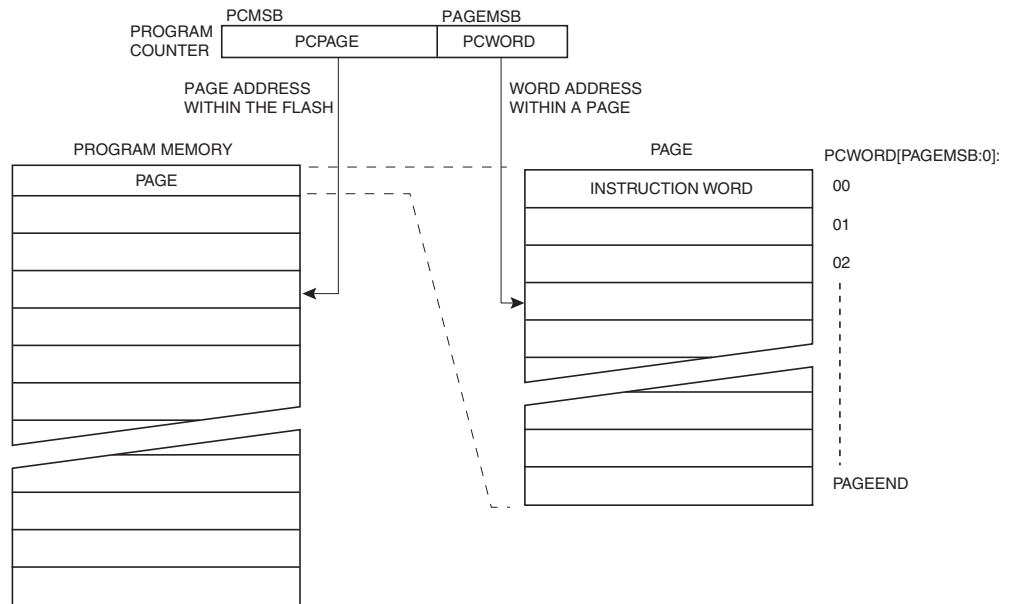 PCMSB
PAGEMSB
PROGRAM
COUNTER
PCPAGE
PCWORD
PAGE ADDRESS
WITHIN THE FLASH
WORD ADDRESS
WITHIN A PAGE
PROGRAM MEMORY
PAGE
PAGE
PCWORD[PAGEMSB:0]:
INSTRUCTION WORD
00
01
02
PAGEEND